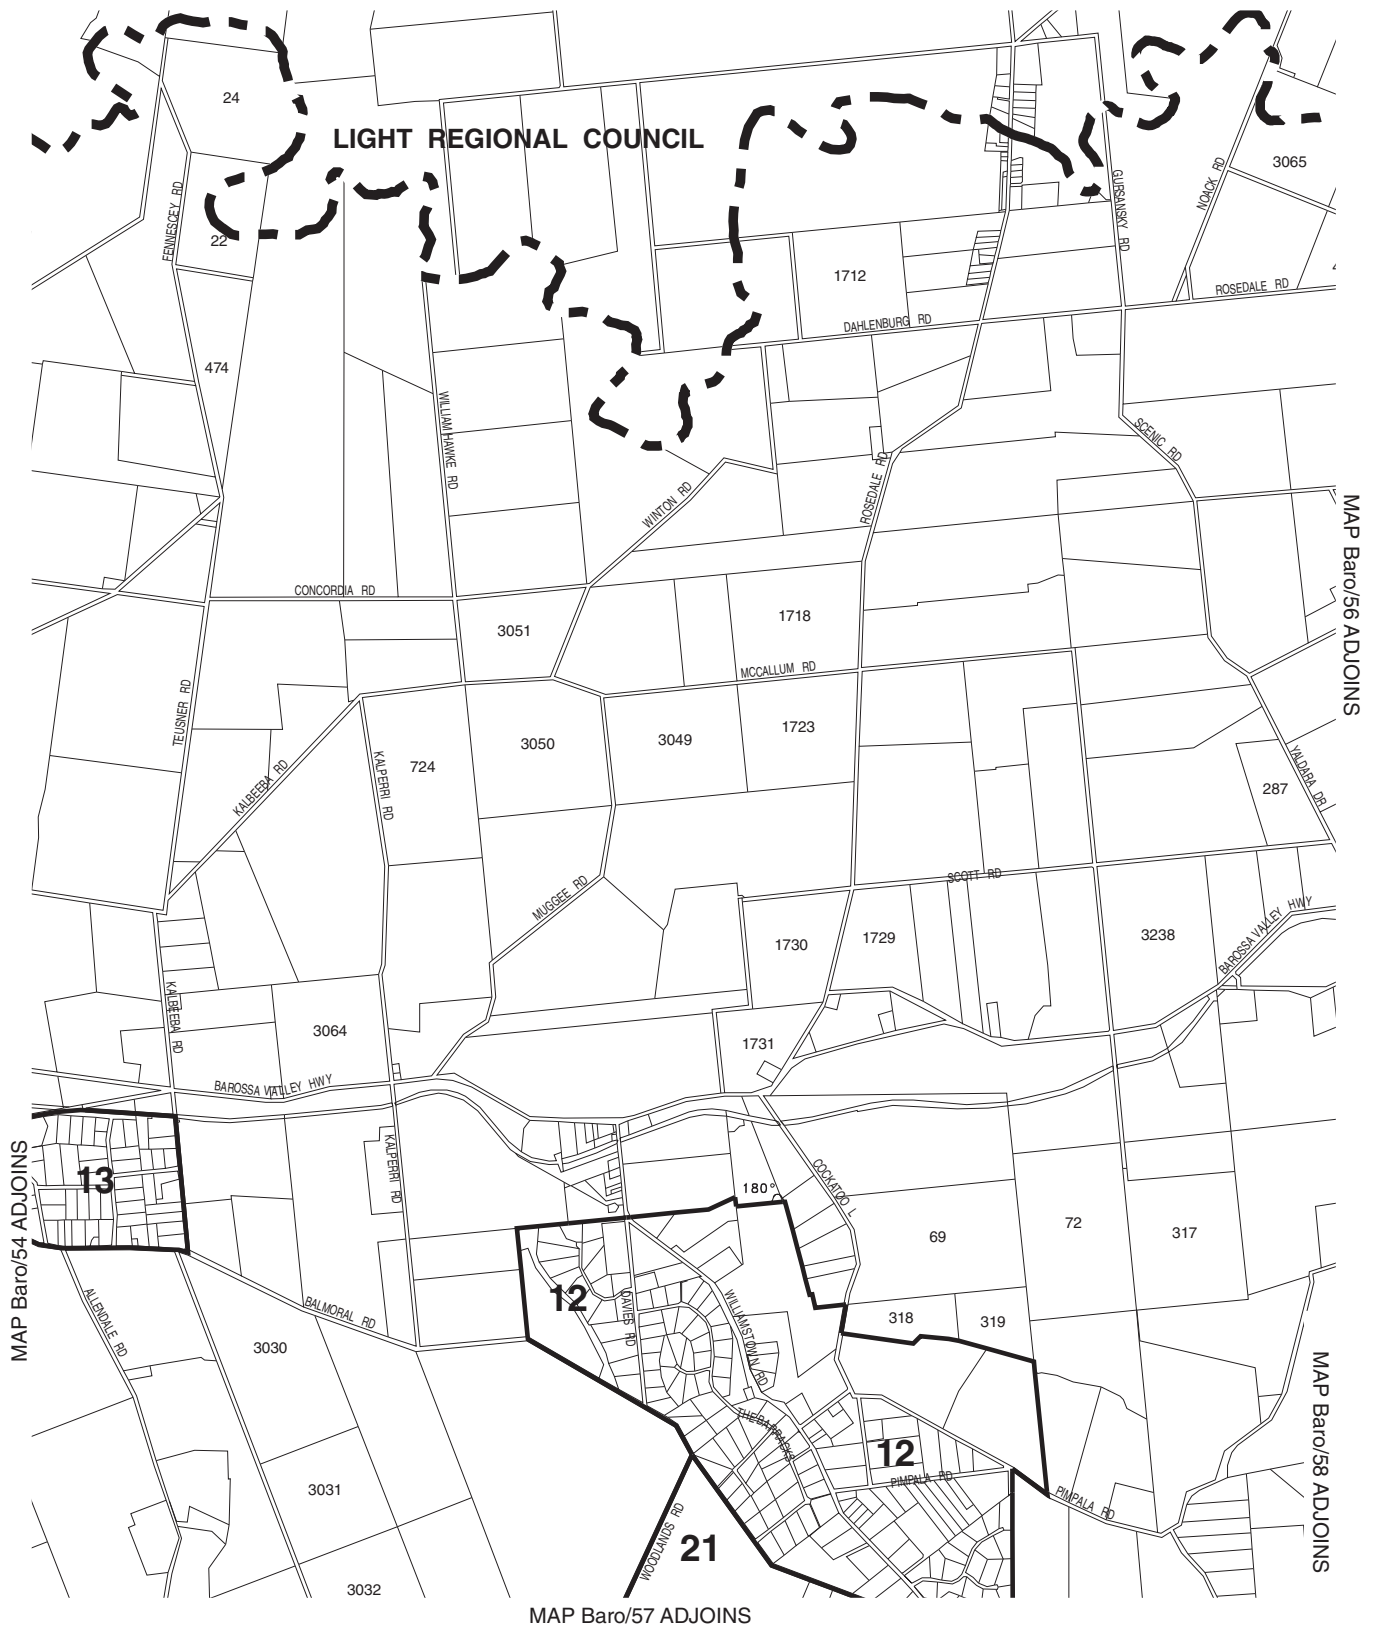 24
LIGHT REGIONAL COUNCIL
3065
NOACK RD
FENNESCEY RD
GURSANSKY RD
22
1712
ROSEDALE RD
DAHLENBURG RD
474
WILLIAM HAWKE RD
SCENIC RD
ROSEDALE RD
WINTON RD
MAP Baro/56 ADJOINS
CONCORDIA RD
3051
1718
MCCALLUM RD
TEUSNER RD
1723
3050
3049
724
KALBEEBA RD
KALPERRI RD
YALDARA DR
287
SCOTT RD
MUGGEE RD
BAROSSA VALLEY HWY
1730
1729
3238
KALBEEBA RD
3064
1731
BAROSSA VALLEY HWY
MAP Baro/54 ADJOINS
13
KALPERRI RD
COCKATOO L
180°
69
72
317
12
DAVIES RD
WILLIAMSTOWN RD
ALLENDALE RD
BALMORAL RD
318
319
3030
MAP Baro/58 ADJOINS
THE BARRACKS
12
PIMPALA RD
3031
PIMPALA RD
WOODLANDS RD
21
3032
MAP Baro/57 ADJOINS